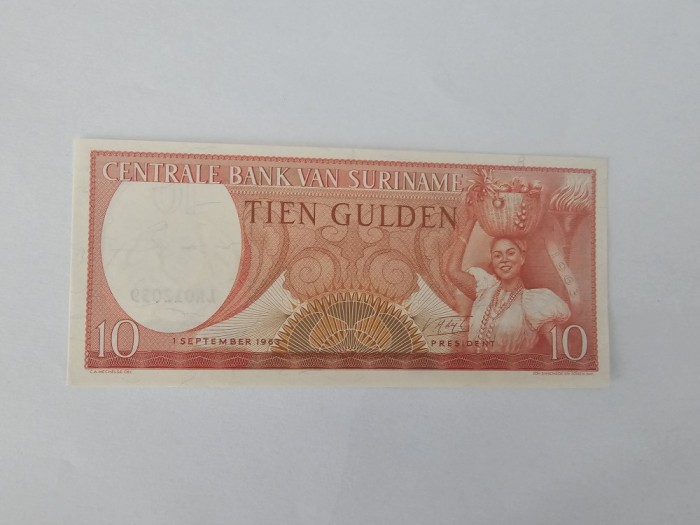 CENTRALE BANK VAN SURINAME
TIEN GULDEN
1 SEPTEMBER 1963
PRESIDENT
10
10